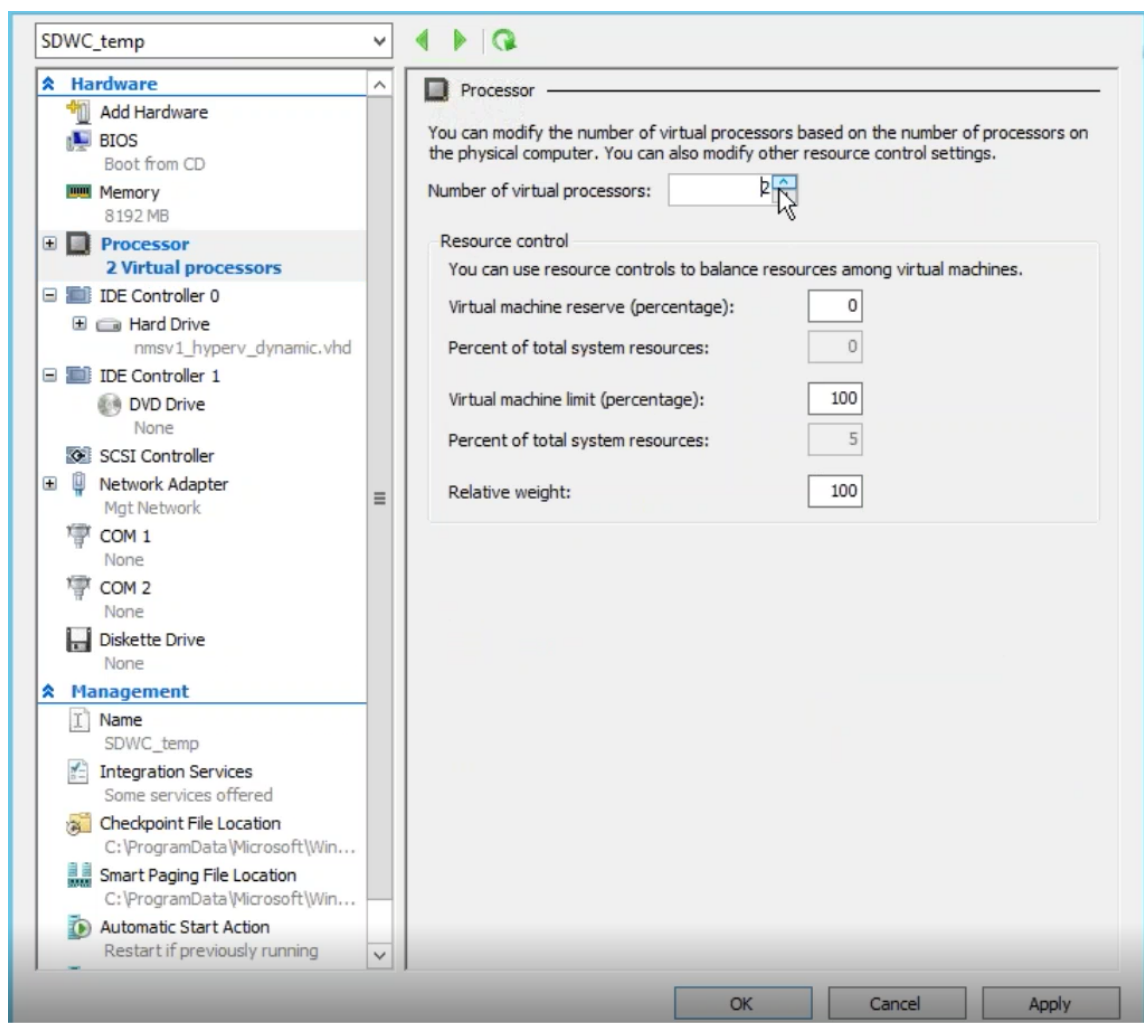 SDWC_temp
Hardware
Add Hardware
BIOS
Boot from CD
Memory
8192 MB
Processor
2 Virtual processors
IDE Controller 0
Hard Drive
nmsv1_hyperv_dynamic.vhd
IDE Controller 1
DVD Drive
None
SCSI Controller
Network Adapter
Mgt Network
COM 1
None
COM 2
None
Diskette Drive
None
Management
Name
SDWC_temp
Integration Services
Some services offered
Checkpoint File Location
C:\ProgramData\Microsoft\Win...
Smart Paging File Location
C:\ProgramData\Microsoft\Win...
Automatic Start Action
Restart if previously running
Processor
You can modify the number of virtual processors based on the number of processors on
the physical computer. You can also modify other resource control settings.
Number of virtual processors: 2
Resource control
You can use resource controls to balance resources among virtual machines.
Virtual machine reserve (percentage): 0
Percent of total system resources: 0
Virtual machine limit (percentage): 100
Percent of total system resources: 5
Relative weight: 100
OK Cancel Apply